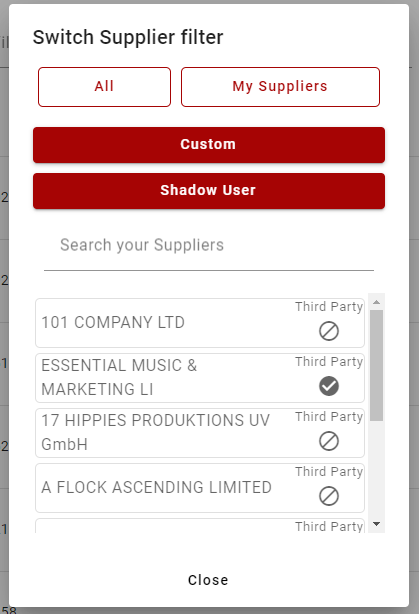 Switch Supplier filter
All
My Suppliers
Custom
Shadow User
Search your Suppliers
Third Party
101 COMPANY LTD
Third Party
ESSENTIAL MUSIC &
MARKETING LI
Third Party
17 HIPPIES PRODUKTIONS UV
GmbH
Third Party
A FLOCK ASCENDING LIMITED
Third Party
Close